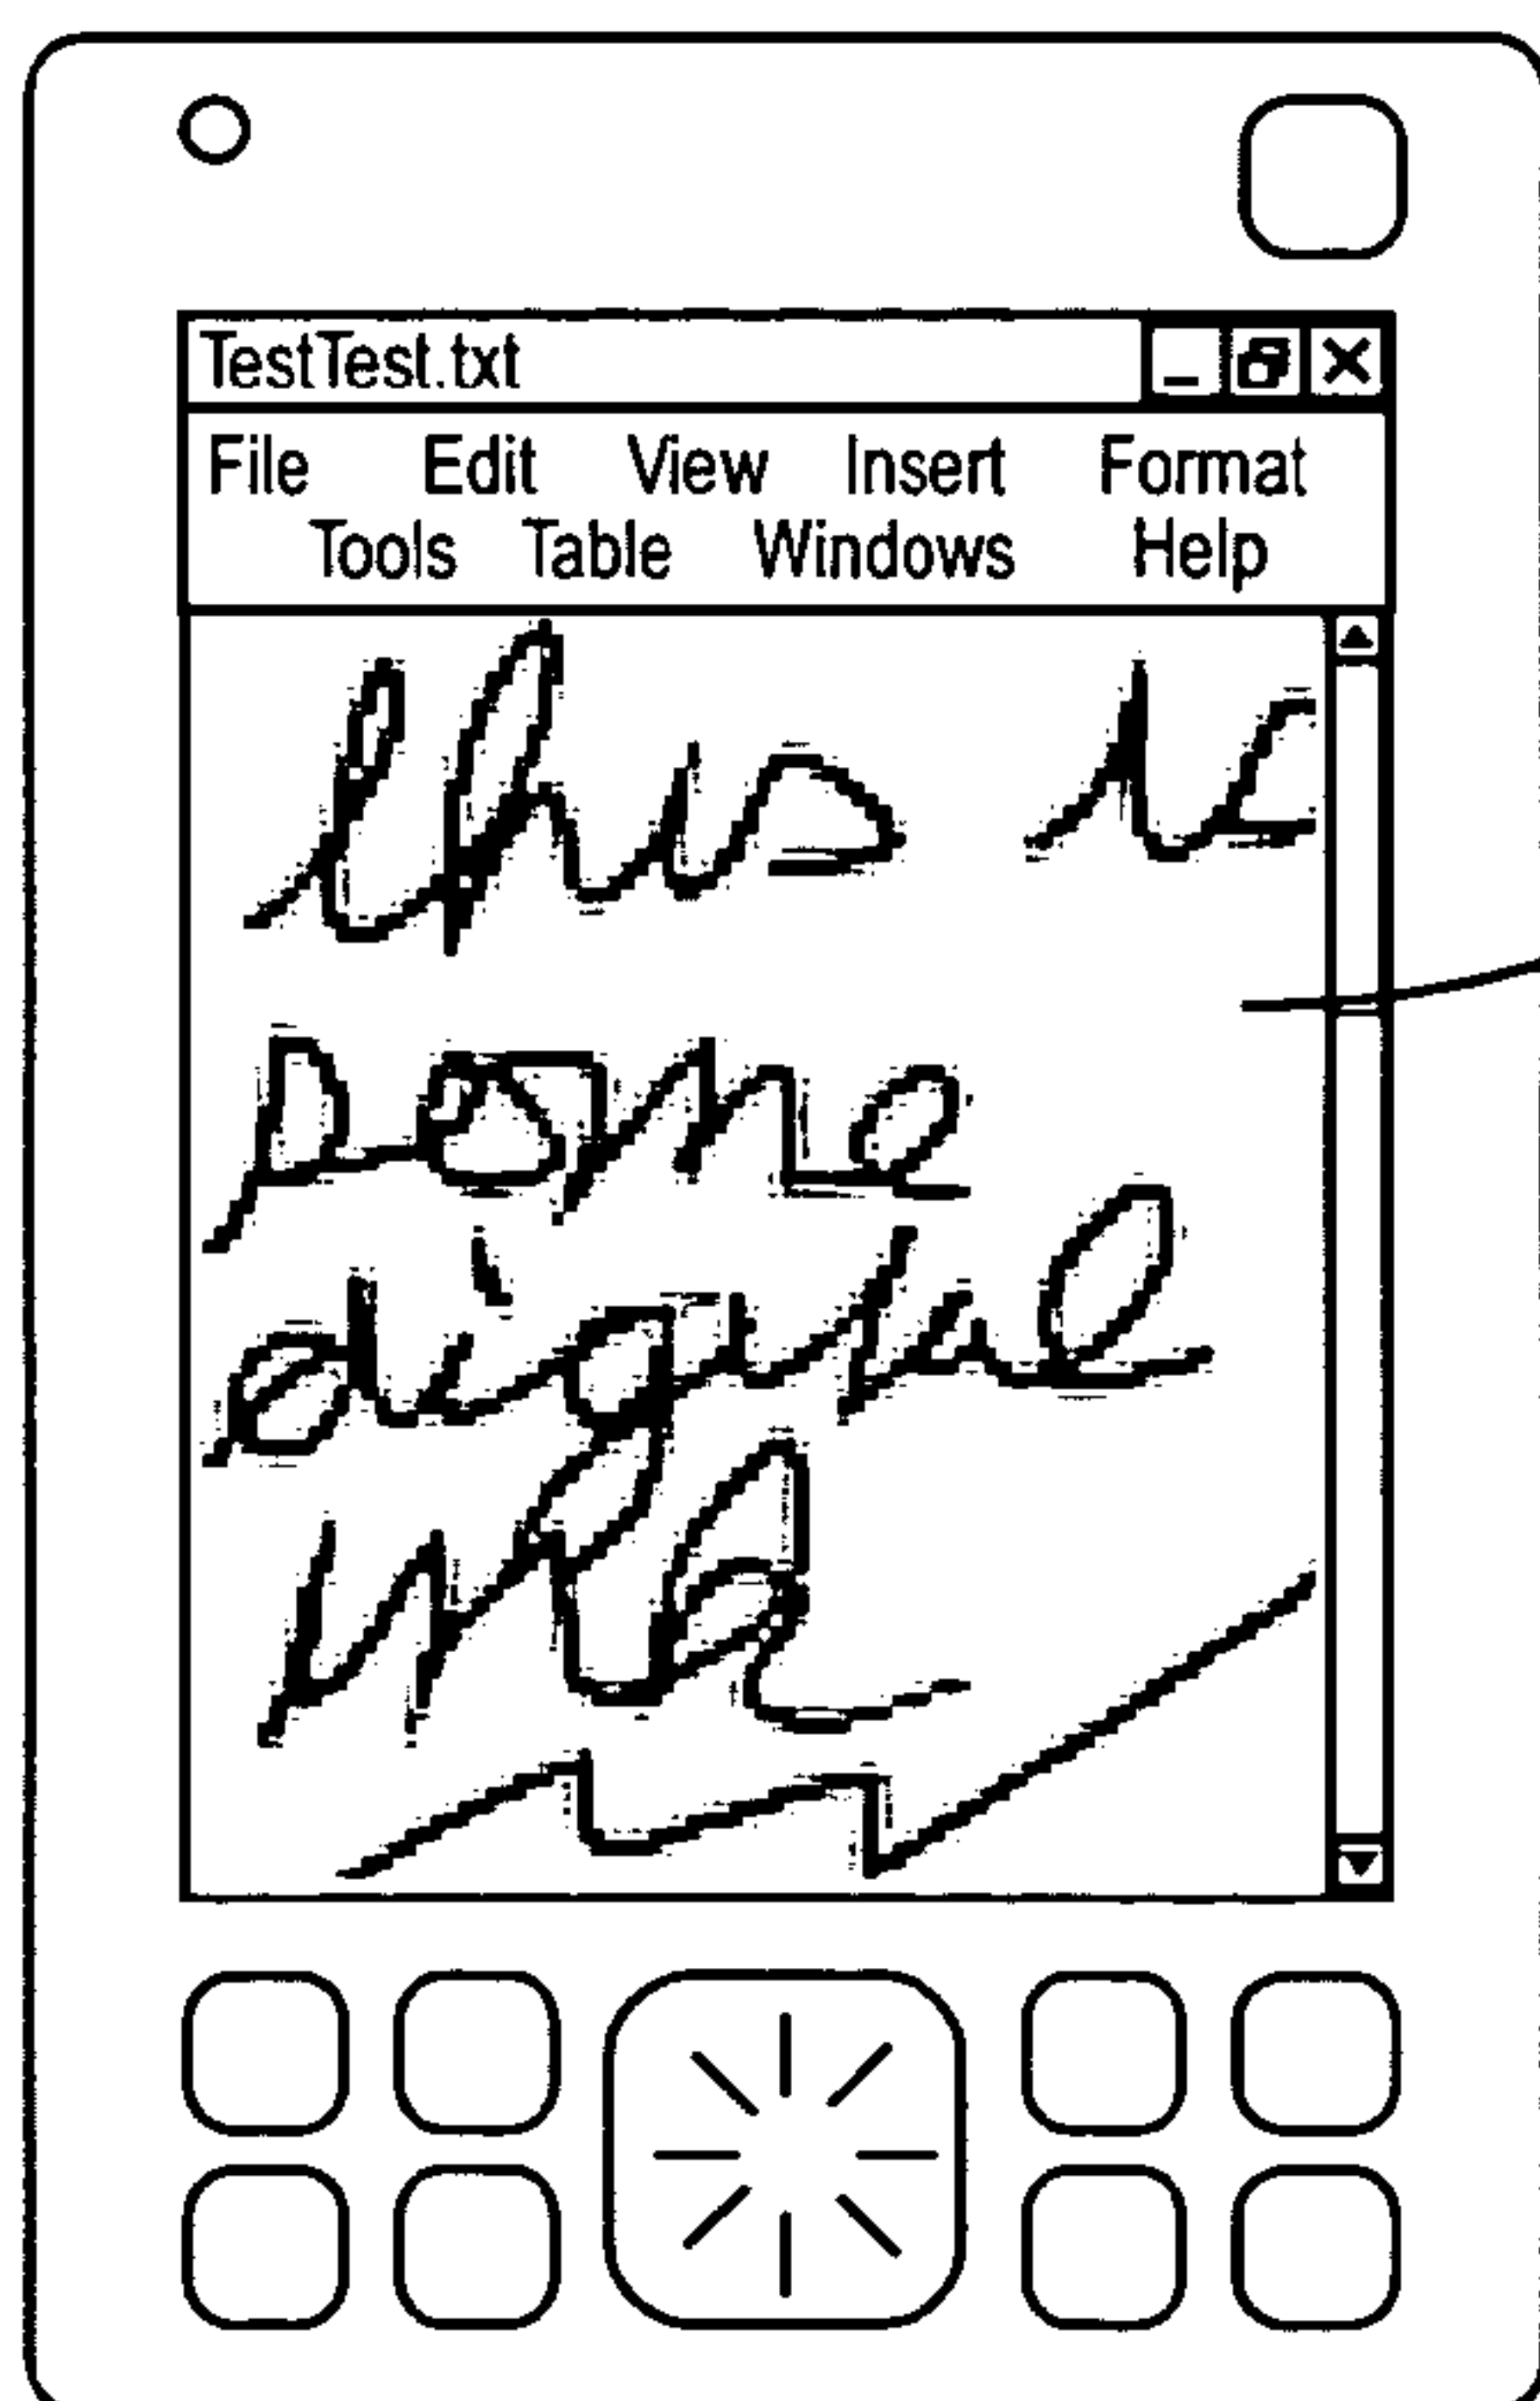 TestTest.txt
File Edit View Insert Format
Tools Table Windows Help
this is
some
digital
ink